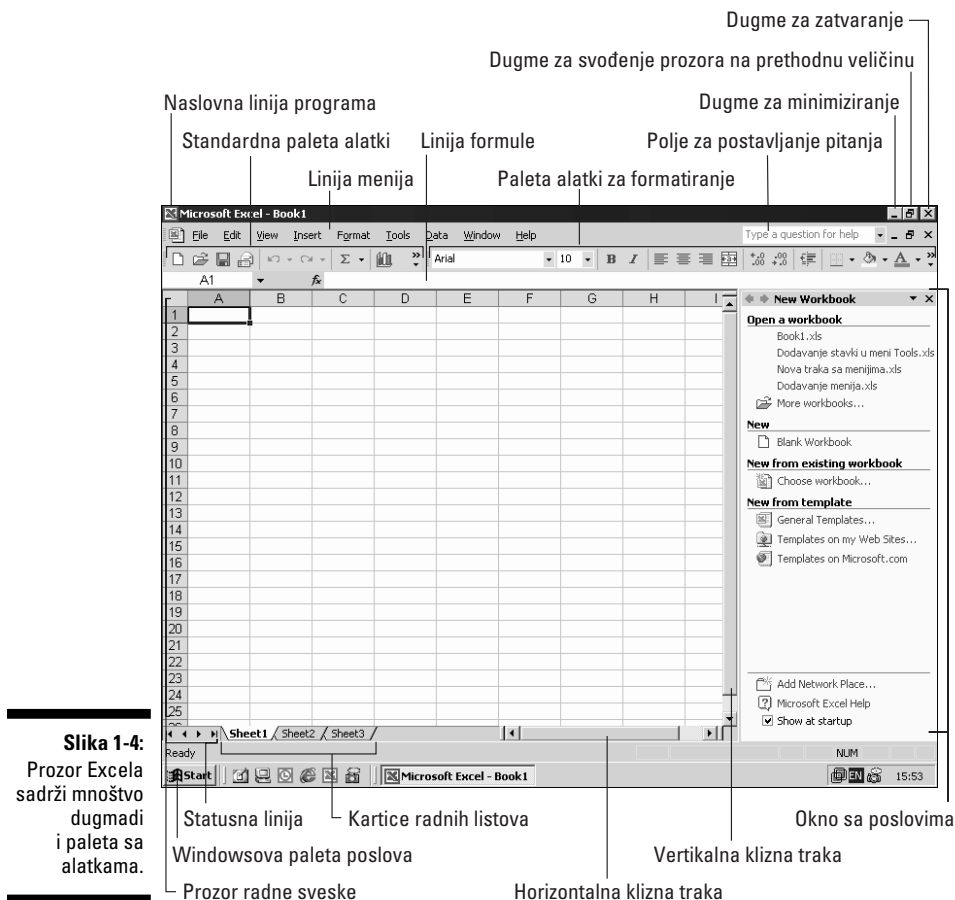 Dugme za zatvaranje
Dugme za svođenje prozora na prethodnu veličinu
Naslovna linija programa
Dugme za minimiziranje
Standardna paleta alatki
Linija formule
Polje za postavljanje pitanja
Linija menija
Paleta alatki za formatiranje
Microsoft Excel - Book1
File Edit View Insert Format Tools Data Window Help
Type a question for help
Arial
10
B I
A
A1
fx
A B C D E F G H I
1
2
3
4
5
6
7
8
9
10
11
12
13
14
15
16
17
18
19
20
21
22
23
24
25
26
New Workbook
Open a workbook
Book1.xls
Dodavanje stavki u meni Tools.xls
Nova traka sa menijima.xls
Dodavanje menija.xls
More workbooks...
New
Blank Workbook
New from existing workbook
Choose workbook...
New from template
General Templates...
Templates on my Web Sites...
Templates on Microsoft.com
Add Network Place...
Microsoft Excel Help
Show at startup
Sheet1 Sheet2 Sheet3
Ready
NUM
Start
Microsoft Excel - Book1
EN
15:53
Slika 1-4:
Prozor Excela
sadrži mnoštvo
dugmadi
i paleta sa
alatkama.
Statusna linija
Kartice radnih listova
Okno sa poslovima
Windowsova paleta poslova
Vertikalna klizna traka
Prozor radne sveske
Horizontalna klizna traka